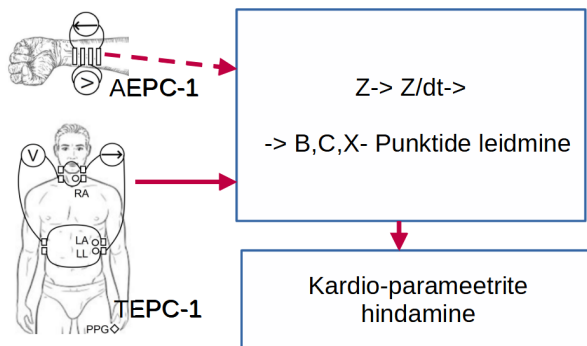 AEPC-1
Z-> Z/dt->
-> B,C,X- Punktide leidmine
V
V
RA
LA
LL
TEPC-1
PPG
Kardio-parameetrite
hindamine